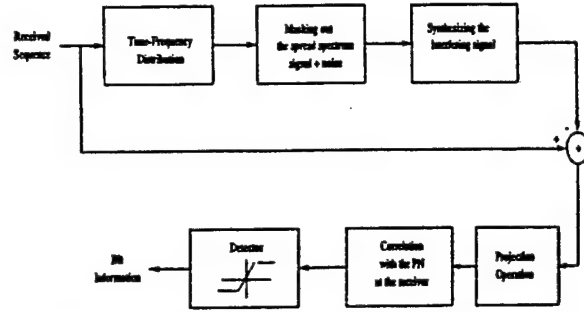 Received
Sequence
Time-Frequency
Distribution
Masking out
the spread spectrum
signal + noise
Synthesizing the
Interfering signal
-
+
+
Bit
Information
Detector
Correlation
with the PN
at the receiver
Projection
Operation